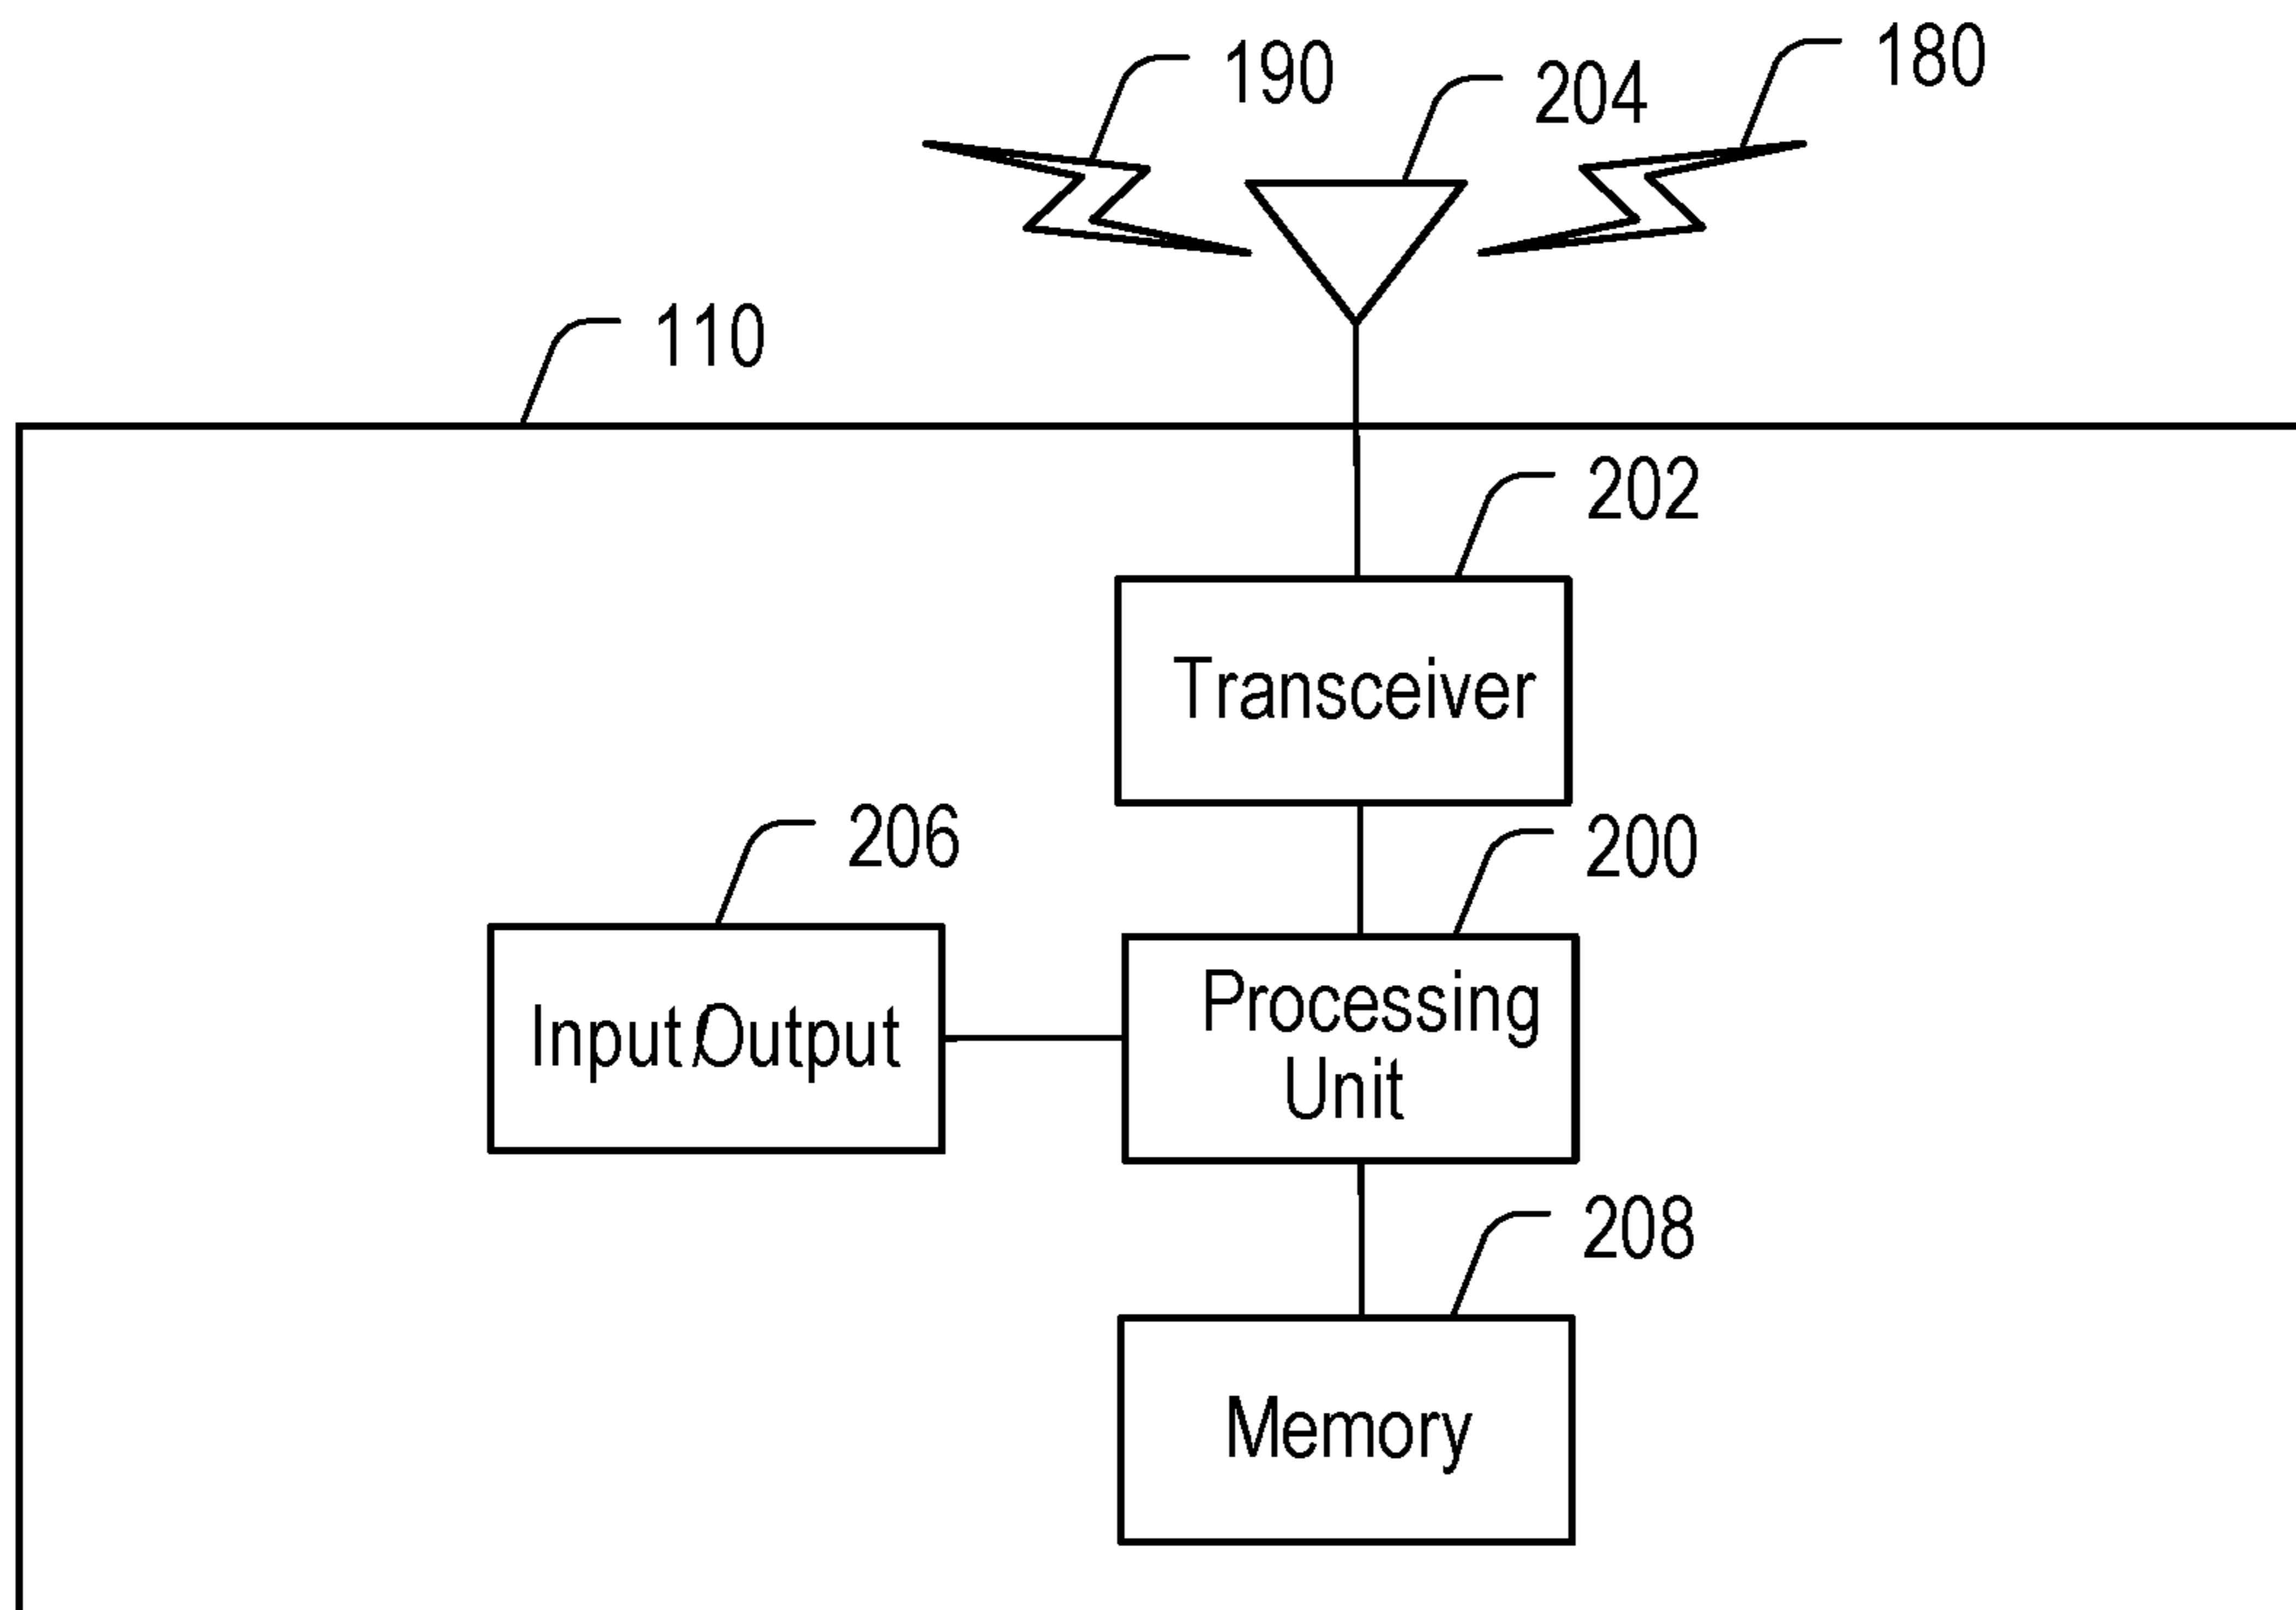 190
204
180
110
202
Transceiver
206
200
Input/Output
Processing
Unit
208
Memory